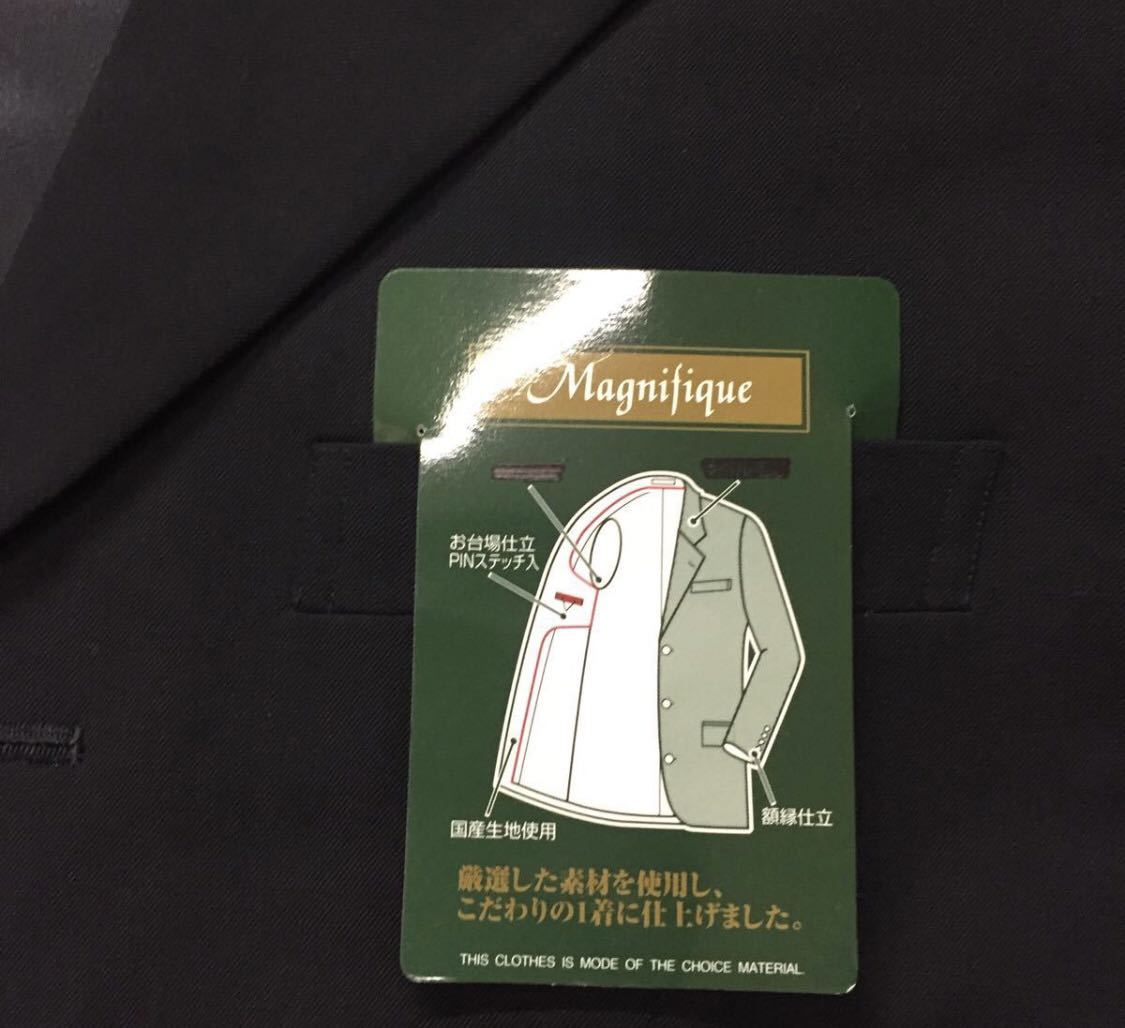 Magnifique
お台場仕立
PINステッチ入
国産生地使用
額縁仕立
厳選した素材を使用し、
こだわりの1着に仕上げました。
THIS CLOTHES IS MODE OF THE CHOICE MATERIAL.